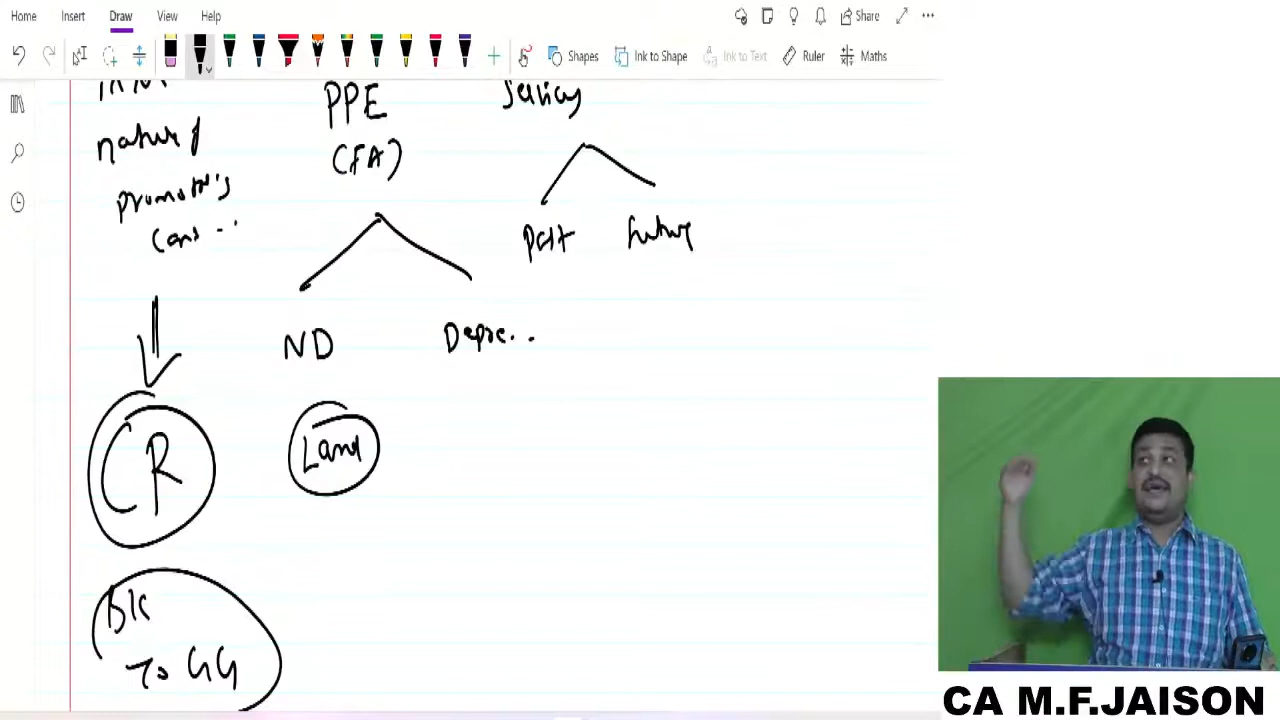 Home Insert Draw View Help Share
Shapes Ink to Shape Ink to Text Ruler Maths
nature of
promoter's
Cont..
PPE
(FA)
ND
Depre..
Land
Past
Future
CR
To GG
CA M.F.JAISON